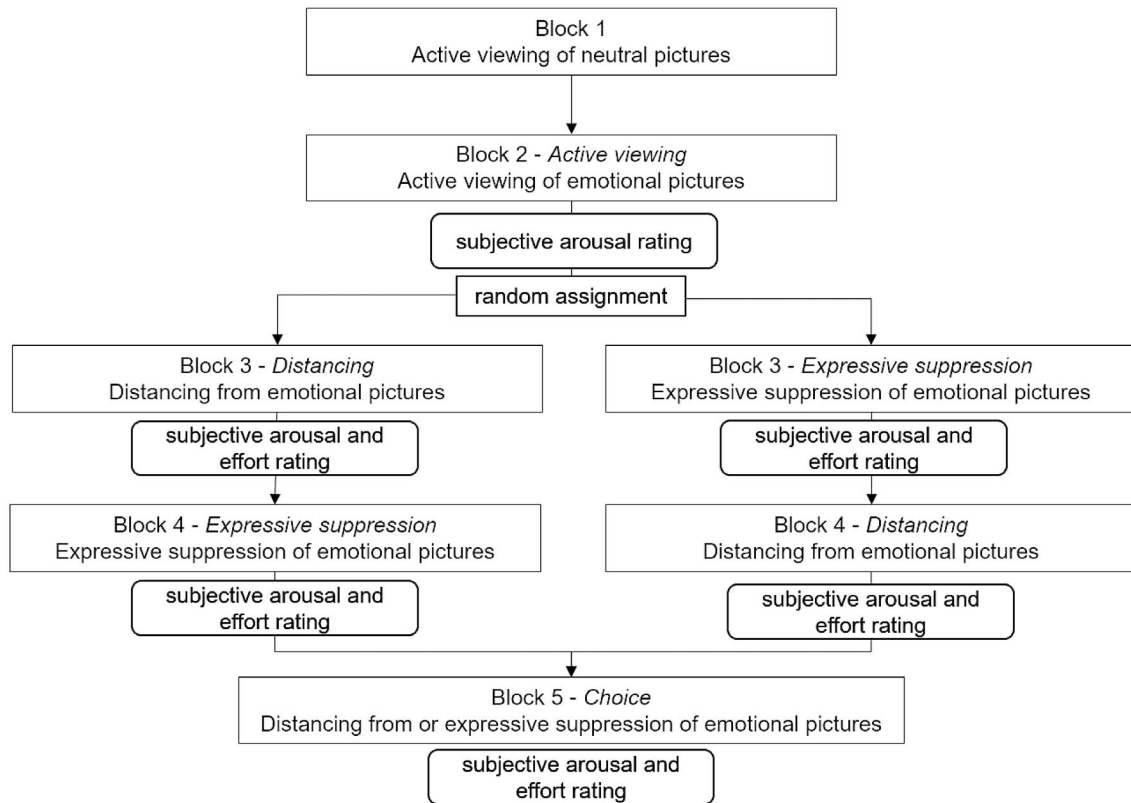 Block 1
Active viewing of neutral pictures
Block 2 - Active viewing
Active viewing of emotional pictures
subjective arousal rating
random assignment
Block 3 - Distancing
Distancing from emotional pictures
subjective arousal and
effort rating
Block 4 - Expressive suppression
Expressive suppression of emotional pictures
subjective arousal and
effort rating
Block 3 - Expressive suppression
Expressive suppression of emotional pictures
subjective arousal and
effort rating
Block 4 - Distancing
Distancing from emotional pictures
subjective arousal and
effort rating
Block 5 - Choice
Distancing from or expressive suppression of emotional pictures
subjective arousal and
effort rating